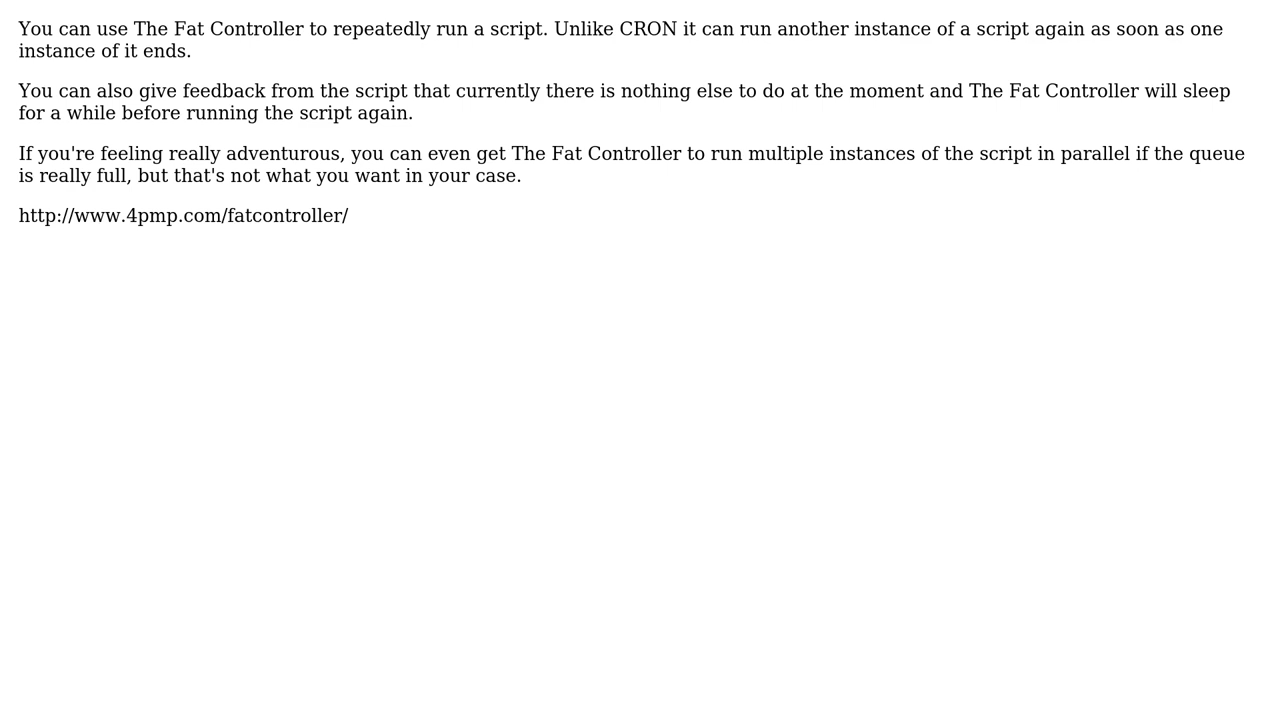 You can use The Fat Controller to repeatedly run a script. Unlike CRON it can run another instance of a script again as soon as one
instance of it ends.
You can also give feedback from the script that currently there is nothing else to do at the moment and The Fat Controller will sleep
for a while before running the script again.
If you're feeling really adventurous, you can even get The Fat Controller to run multiple instances of the script in parallel if the queue
is really full, but that's not what you want in your case.
http://www.4pmp.com/fatcontroller/